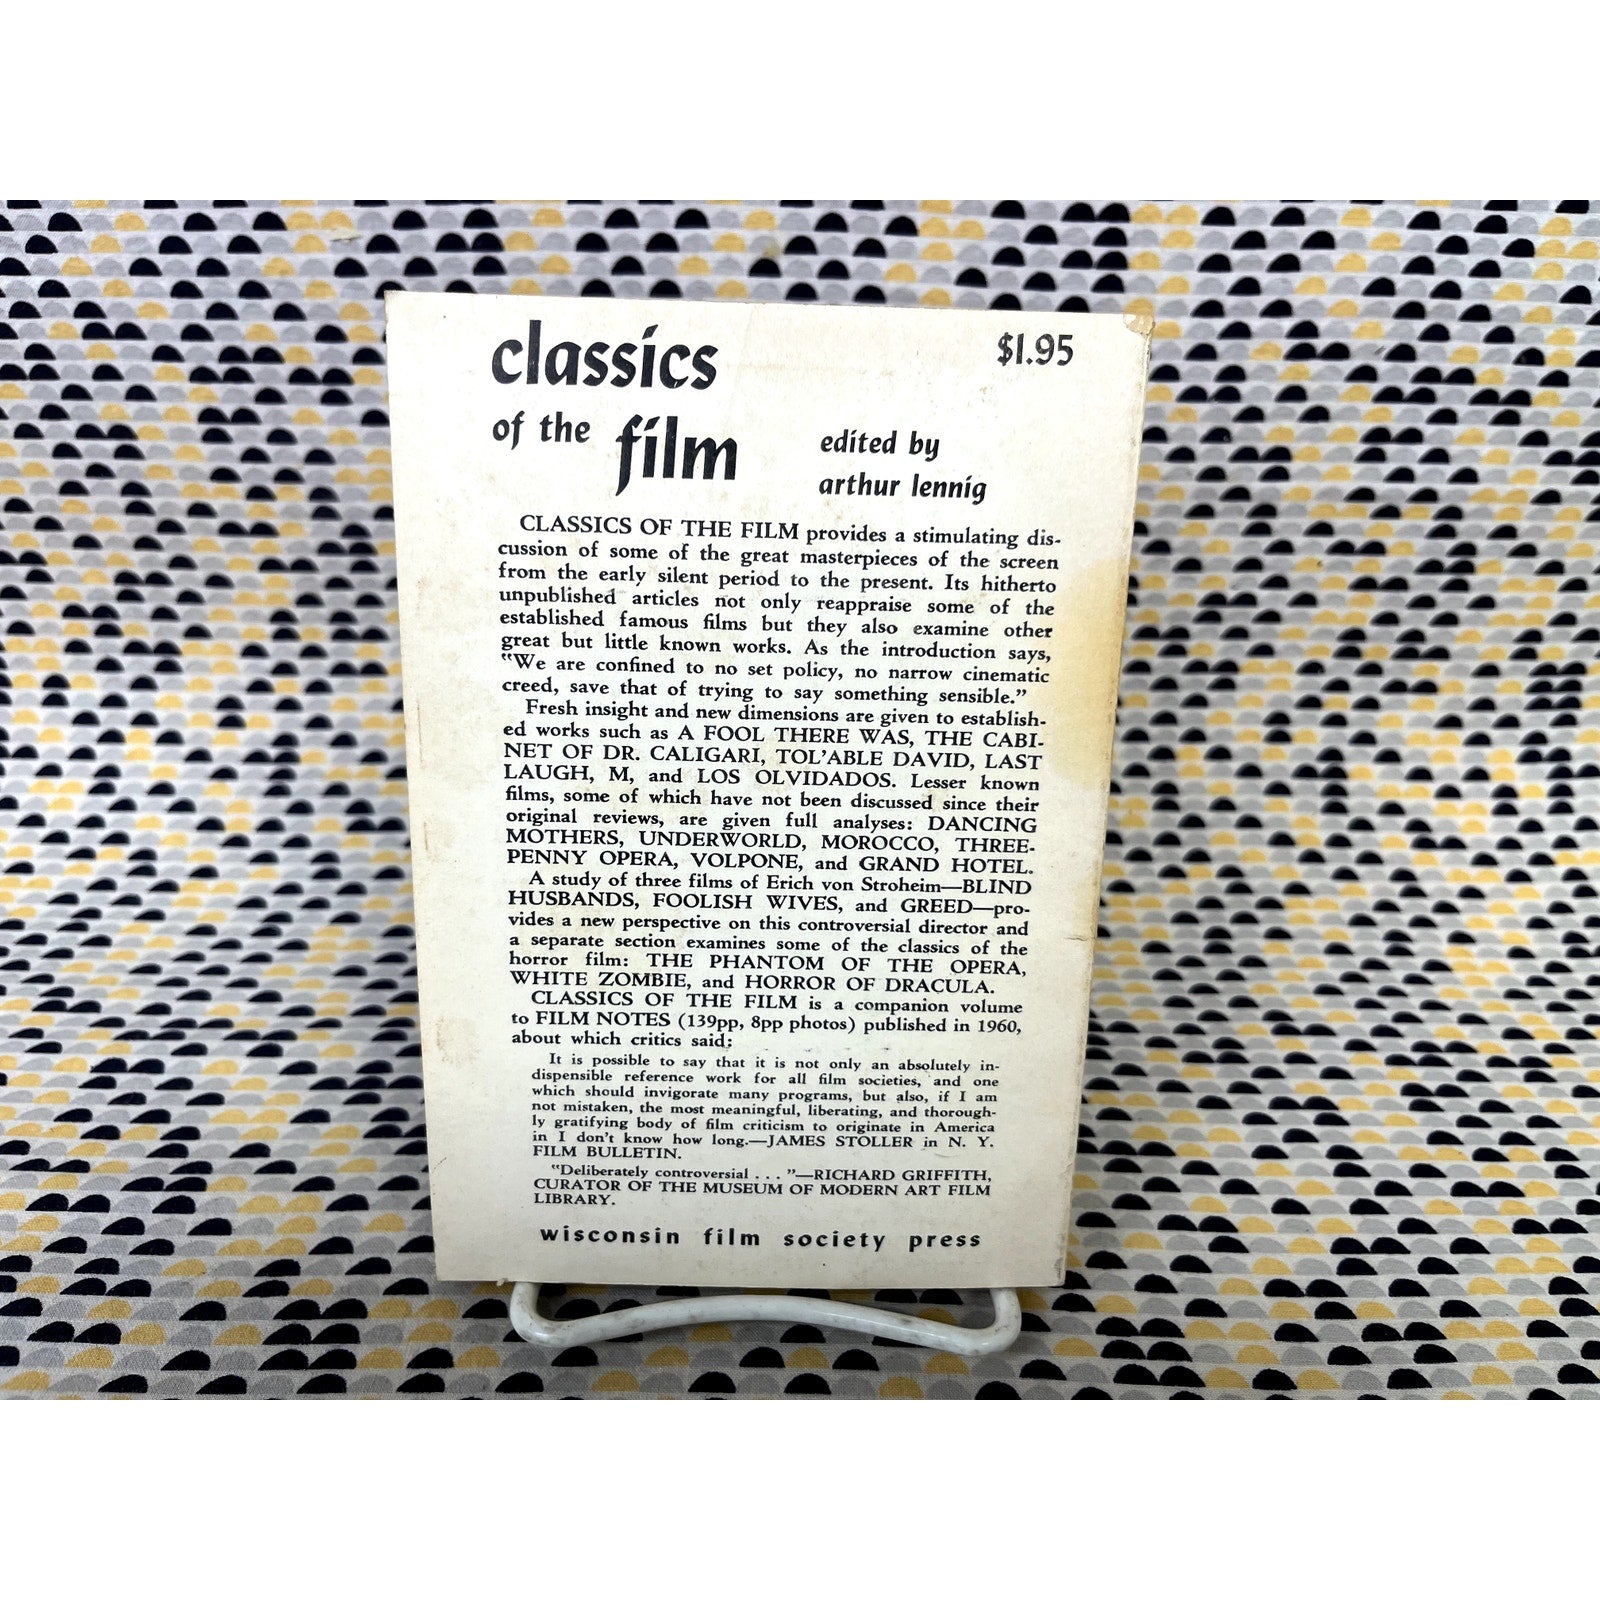 classics
$1.95
of the film
edited by
arthur lennig
CLASSICS OF THE FILM provides a stimulating dis-
cussion of some of the great masterpieces of the screen
from the early silent period to the present. Its hitherto
unpublished articles not only reappraise some of the
established famous films but they also examine other
great but little known works. As the introduction says,
"We are confined to no set policy, no narrow cinematic
creed, save that of trying to say something sensible."
Fresh insight and new dimensions are given to establish-
ed works such as A FOOL THERE WAS, THE CABI-
NET OF DR. CALIGARI, TOL'ABLE DAVID, LAST
LAUGH, M, and LOS OLVIDADOS. Lesser known
films, some of which have not been discussed since their
original reviews, are given full analyses: DANCING
MOTHERS, UNDERWORLD, MOROCCO, THREE-
PENNY OPERA, VOLPONE, and GRAND HOTEL.
A study of three films of Erich von Stroheim—BLIND
HUSBANDS, FOOLISH WIVES, and GREED—pro-
vides a new perspective on this controversial director and
a separate section examines some of the classics of the
horror film: THE PHANTOM OF THE OPERA,
WHITE ZOMBIE, and HORROR OF DRACULA.
CLASSICS OF THE FILM is a companion volume
to FILM NOTES (139pp, 8pp photos) published in 1960,
about which critics said:
It is possible to say that it is not only an absolutely in-
dispensible reference work for all film societies, and one
which should invigorate many programs, but also, if I am
not mistaken, the most meaningful, liberating, and thorough-
ly gratifying body of film criticism to originate in America
in I don't know how long.—JAMES STOLLER in N. Y.
FILM BULLETIN.
"Deliberately controversial . . . "—RICHARD GRIFFITH,
CURATOR OF THE MUSEUM OF MODERN ART FILM
LIBRARY.
wisconsin film society press